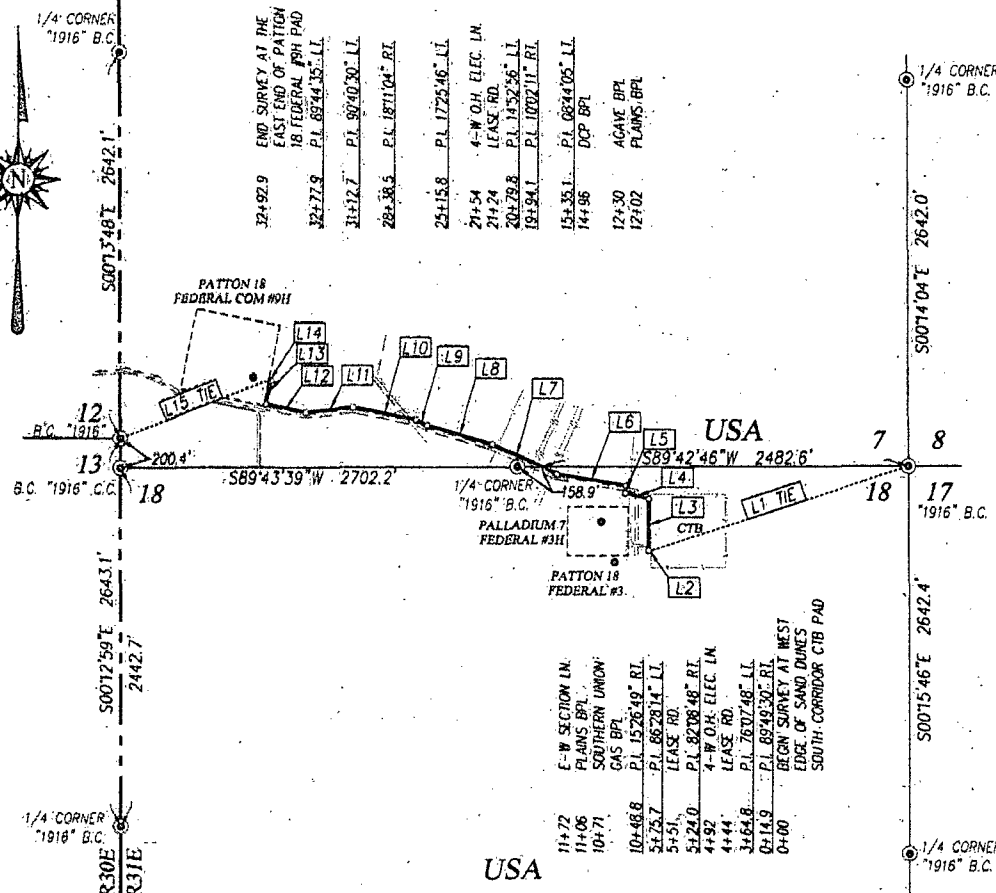 1/4 CORNER
"1916" B.C.
1/4 CORNER
"1916" B.C.
N
S00°13'48"E 2642.1'
S00°14'04"E 2642.0'
32+92.9 END SURVEY AT THE
EAST END OF PATTON
18 FEDERAL #9H PAD
32+77.9 P.I. 89°44'35" LT.
31+12.7 P.I. 90°40'30" LT.
28+38.5 P.I. 18°11'04" RT.
25+15.8 P.I. 17°25'46" LT.
21+54 4-W O.H. ELEC. LN.
21+24 LEASE RD.
20+79.8 P.I. 14°52'56" LT.
19+94.1 P.I. 10°02'11" RT.
15+35.1 P.I. 08°44'05" LT.
14+96 DCP BPL
12+30 AGAVE BPL
12+02 PLAINS BPL
PATTON 18
FEDERAL COM #9H
L14
L13
L12
L11
L10
L9
L8
L7
L6
L5
L4
L3
L2
L15 TIE
L1 TIE
12
B.C. "1916"
13
B.C. "1916" C.C.
18
200.4'
S89°43'39"W 2702.2'
1/4 CORNER
"1916" B.C.
158.9'
USA
S89°42'46"W 2482.6'
7 8
18 17
"1916" B.C.
CTB
PALLADIUM 7
FEDERAL #3H
PATTON 18
FEDERAL #3
S00°12'59"E 2643.1'
2442.7'
S00°15'46"E 2642.4'
11+72 E-W SECTION LN.
11+06 PLAINS BPL
10+71 SOUTHERN UNION
GAS BPL
10+48.8 P.I. 15°26'49" RT.
5+75.7 P.I. 86°28'14" LT.
5+51 LEASE RD.
5+24.0 P.I. 82°08'48" RT.
4+92 4-W O.H. ELEC. LN.
4+44 LEASE RD.
3+64.8 P.I. 76°07'48" LT.
0+14.9 P.I. 89°49'30" RT.
0+00 BEGIN SURVEY AT WEST
EDGE OF SAND DUNES
SOUTH CORRIDOR CTB PAD
1/4 CORNER
"1916" B.C.
R30E
R31E
USA
1/4 CORNER
"1916" B.C.